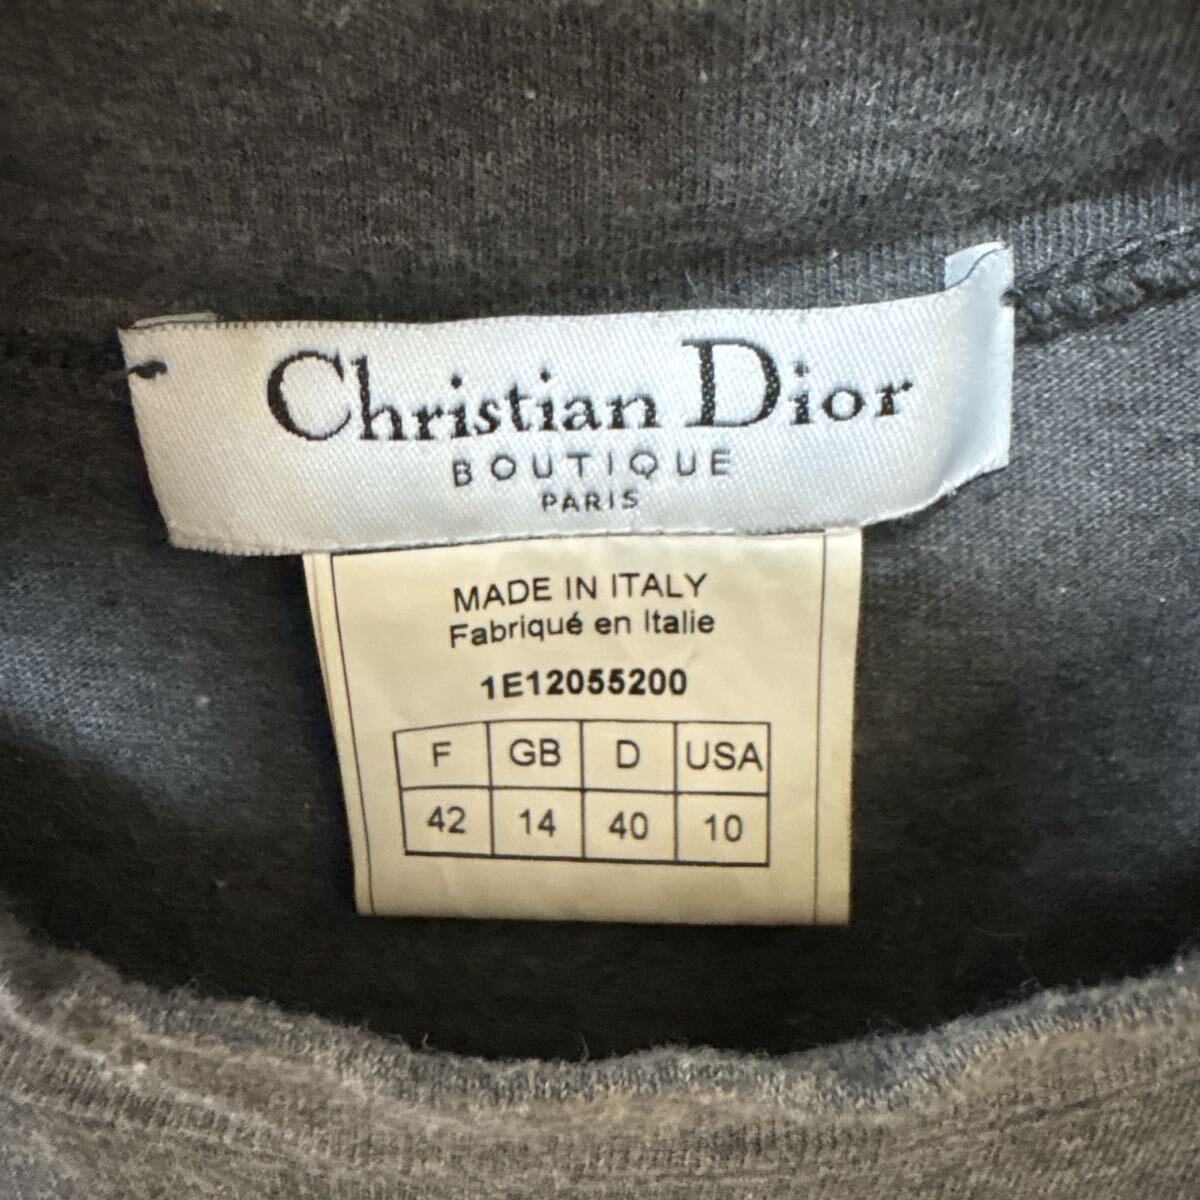 Christian Dior
BOUTIQUE
PARIS
MADE IN ITALY
Fabriqué en Italie
1E12055200
F GB D USA
42 14 40 10